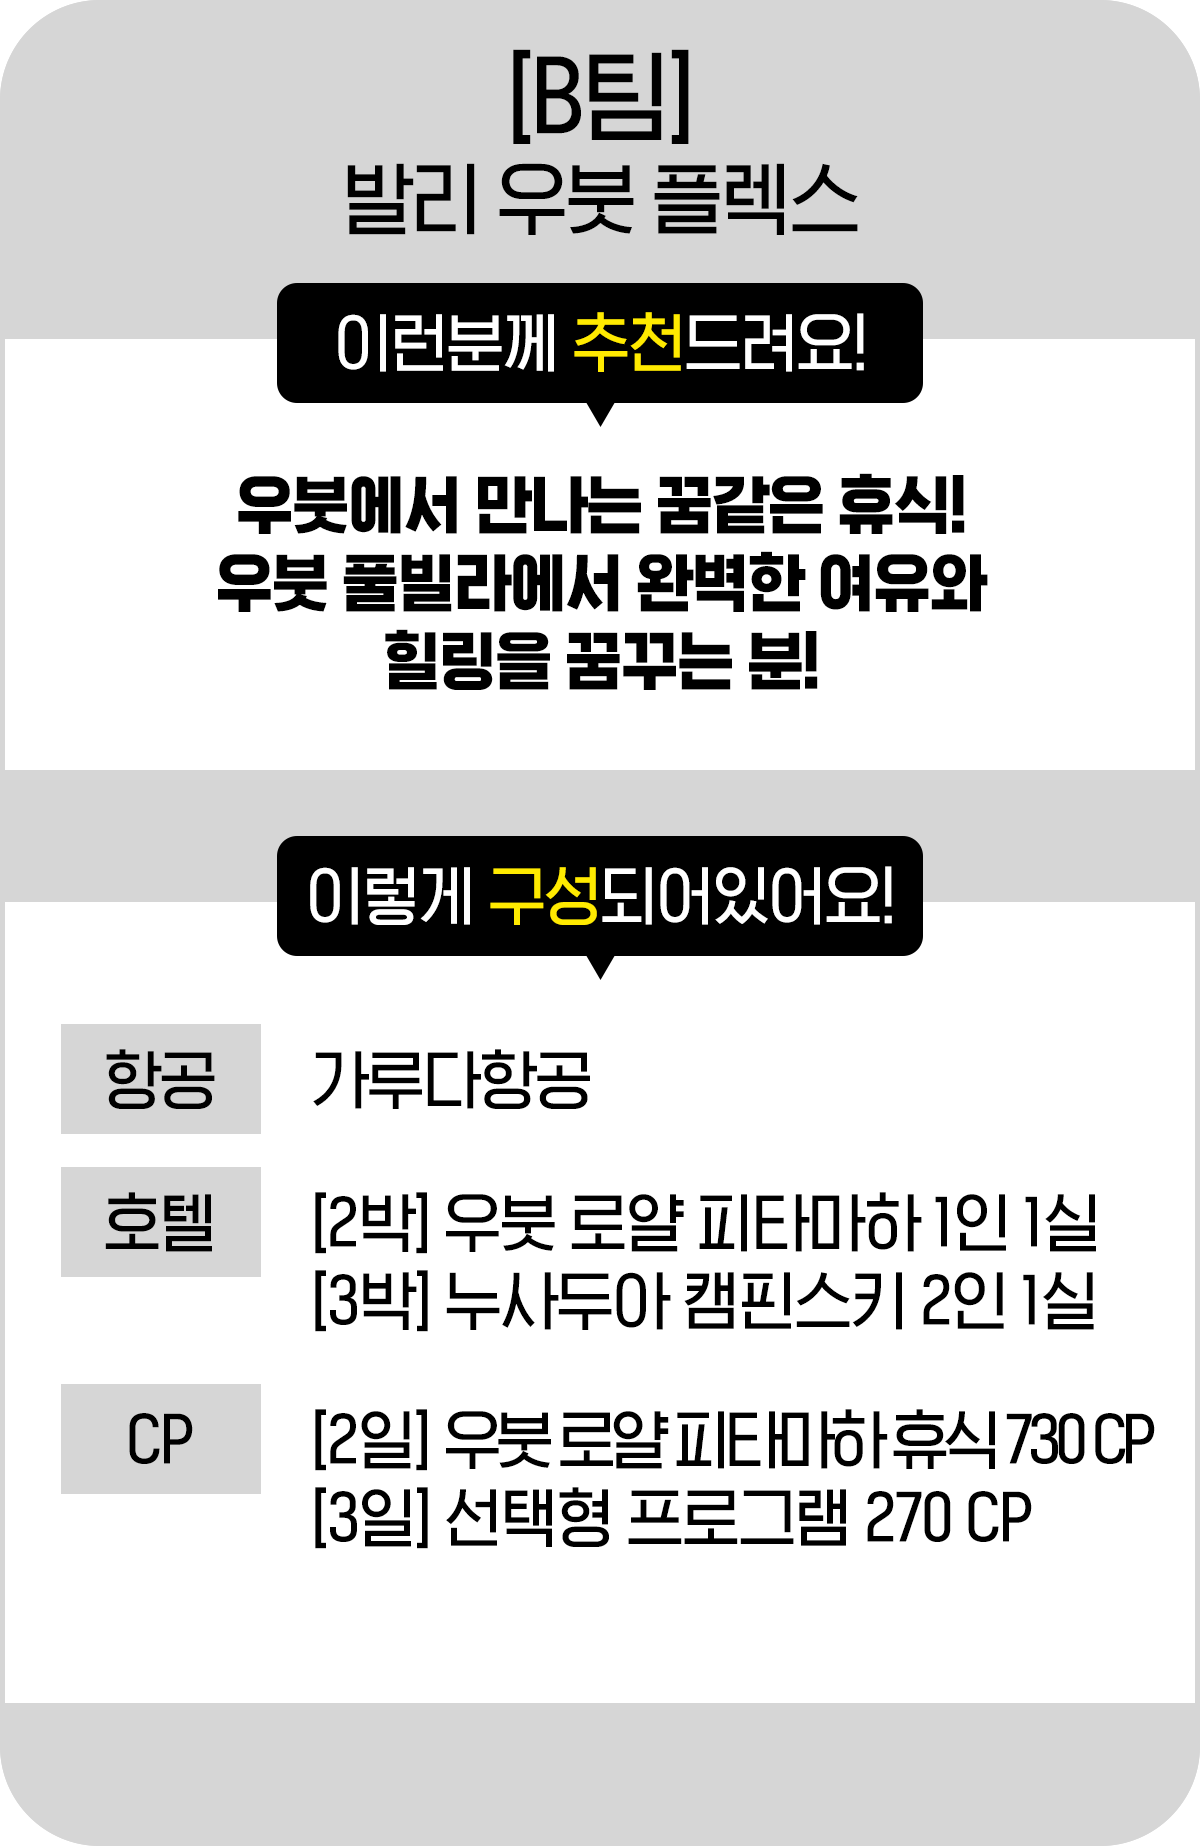 [B팀]
발리 우붓 플렉스
이런분께 추천드려요!
우붓에서 만나는 꿈같은 휴식!
우붓 풀빌라에서 완벽한 여유와
힐링을 꿈꾸는 분!
이렇게 구성되어있어요!
항공 가루다항공
호텔 [2박] 우붓 로얄 피타마하 1인 1실
[3박] 누사두아 캠핀스키 2인 1실
CP [2일] 우붓 로얄 피타마하 휴식 730 CP
[3일] 선택형 프로그램 270 CP